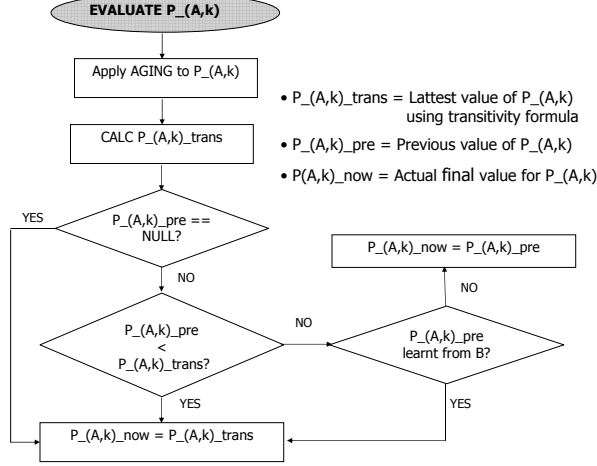 EVALUATE P_(A,k)
Apply AGING to P_(A,k)
• P_(A,k)_trans = Lattest value of P_(A,k)
using transitivity formula
CALC P_(A,k)_trans
• P_(A,k)_pre = Previous value of P_(A,k)
• P(A,k)_now = Actual final value for P_(A,k)
YES
P_(A,k)_pre ==
NULL?
NO
P_(A,k)_now = P_(A,k)_pre
NO
P_(A,k)_pre
<
P_(A,k)_trans?
NO
P_(A,k)_pre
learnt from B?
YES
YES
P_(A,k)_now = P_(A,k)_trans